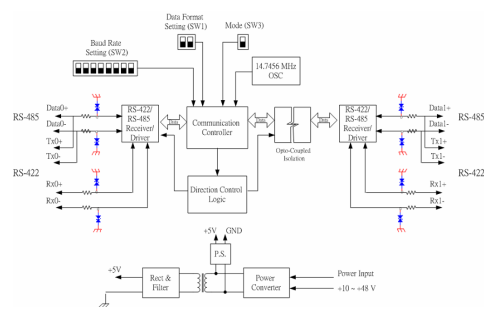 Data Format
Setting (SW1)
Mode (SW3)
Baud Rate
Setting (SW2)
14.7456 MHz
OSC
RS-485
Data0+
Data0-
Tx0+
Tx0-
RS-422
Rx0+
Rx0-
RS-422/
RS-485
Receiver/
Driver
Data
Communication
Controller
Data
Opto-Coupled
Isolation
Data
RS-422/
RS-485
Receiver/
Driver
Data1+
Data1-
Tx1+
Tx1-
RS-485
RS-422
Rx1+
Rx1-
Direction Control
Logic
+5V GND
P.S.
+5V
Rect &
Filter
Power
Converter
Power Input
+10 ~ +48 V